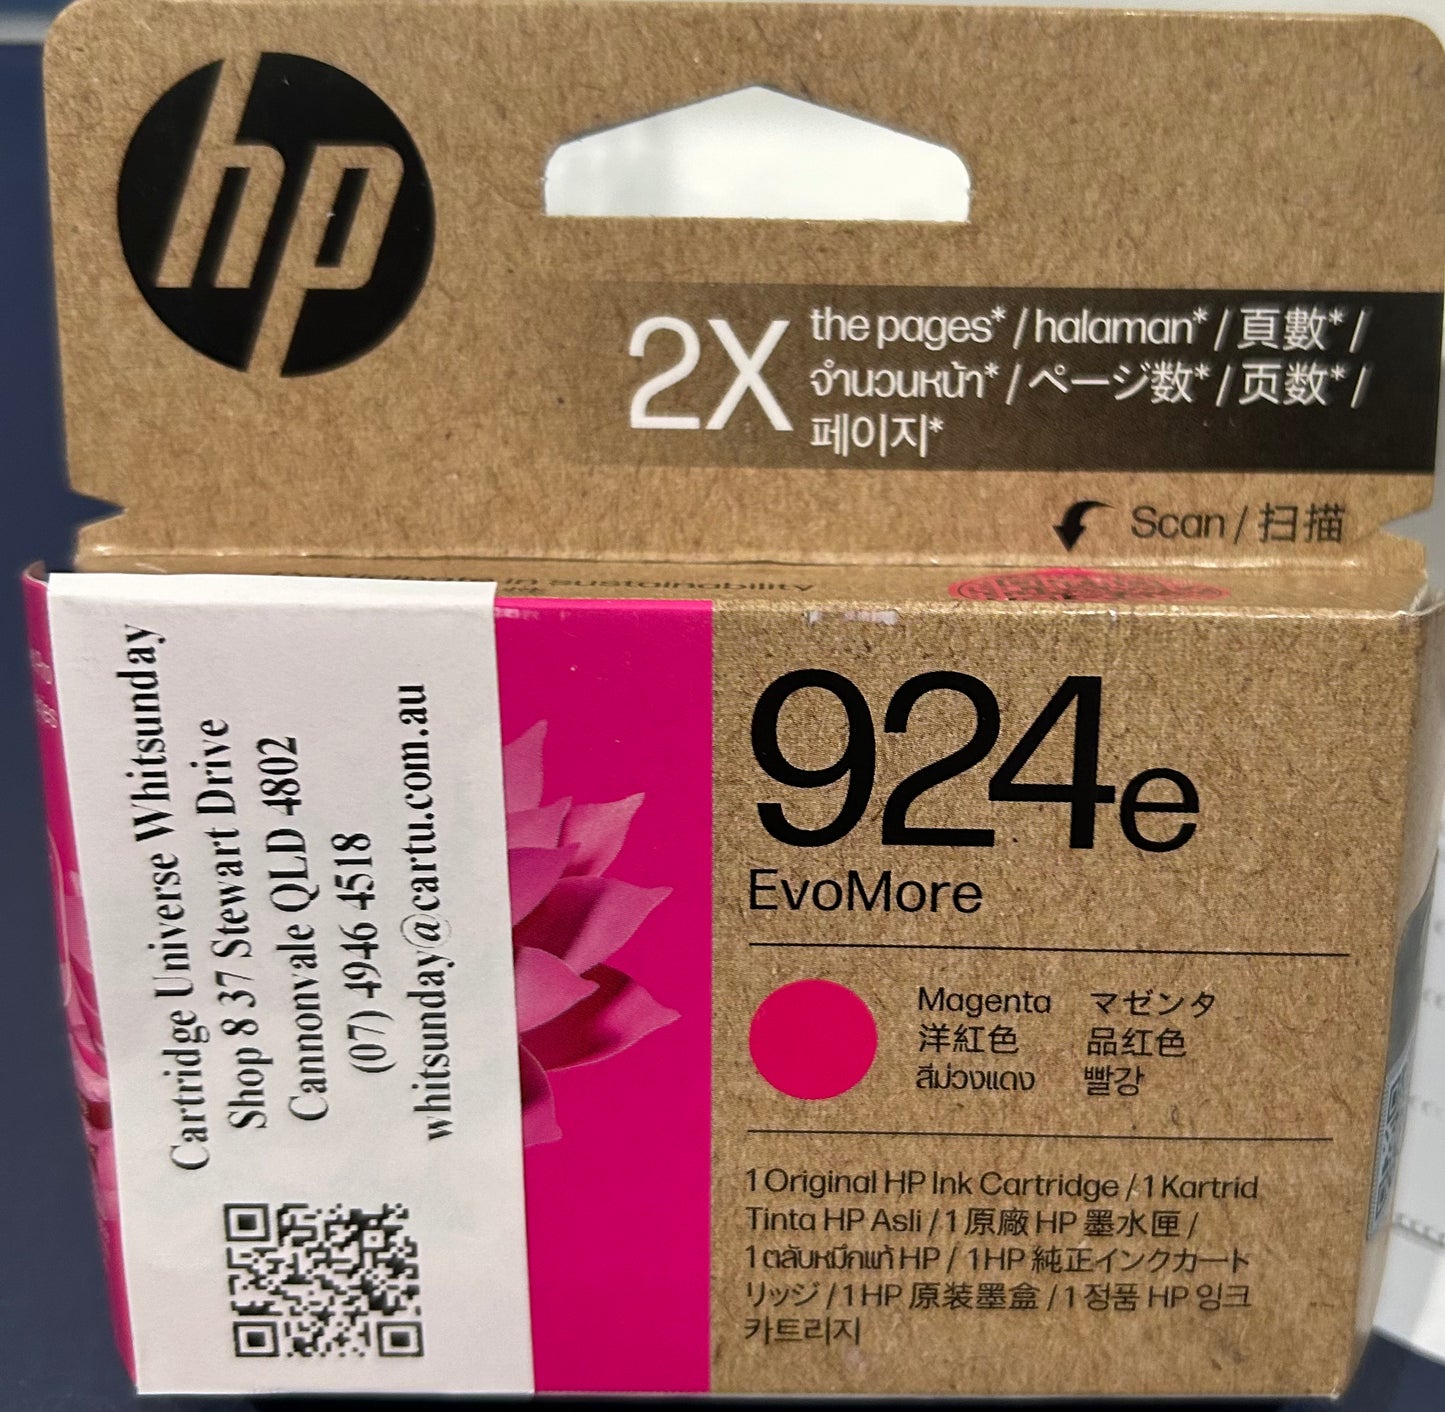 hp
2X
the pages* / halaman* / 頁數* /
จำนวนหน้า* / ページ数* / 页数* /
페이지*
Scan / 扫描
in sustainability
Cartridge Universe Whitsunday
Shop 8 37 Stewart Drive
Cannonvale QLD 4802
(07) 4946 4518
whitsunday@cartu.com.au
924e
EvoMore
Magenta マゼンタ
洋紅色 品红色
สีม่วงแดง 빨강
1 Original HP Ink Cartridge / 1 Kartrid
Tinta HP Asli / 1 原廠 HP 墨水匣 /
1 ตลับหมึกแท้ HP / 1 HP 純正インクカート
リッジ / 1 HP 原装墨盒 / 1 정품 HP 잉크
카트리지